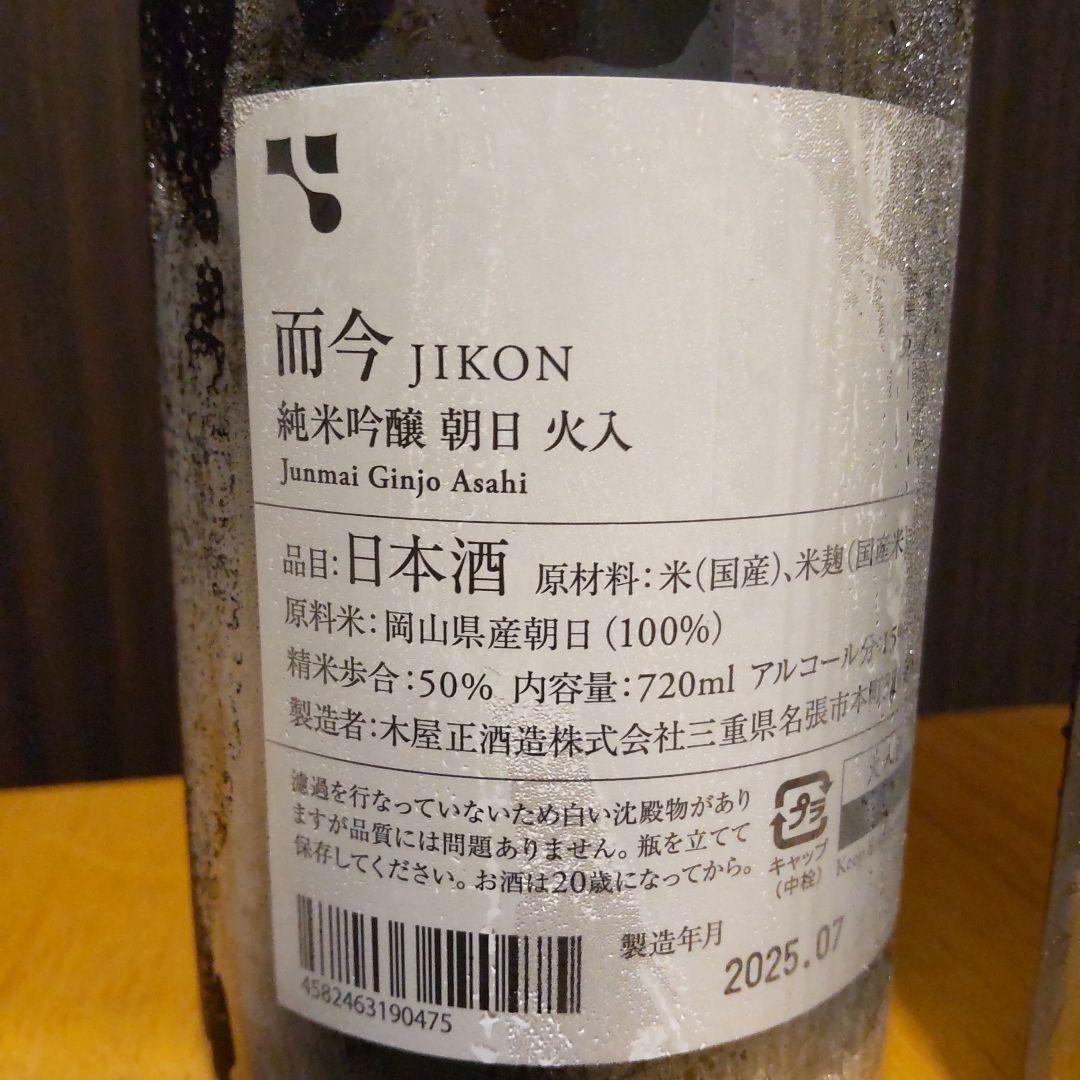 而今 JIKON
純米吟醸 朝日 火入
Junmai Ginjo Asahi
品目:日本酒 原材料:米(国産)、米麹(国産米
原料米:岡山県産朝日(100%)
精米歩合:50% 内容量:720ml アルコール分:15
製造者:木屋正酒造株式会社三重県名張市本町
濾過を行なっていないため白い沈殿物があり
ますが品質には問題ありません。瓶を立てて
保存してください。お酒は20歳になってから。
プラ
キャップ
(中栓)
火入
Keep
製造年月
2025.07
4582463190475